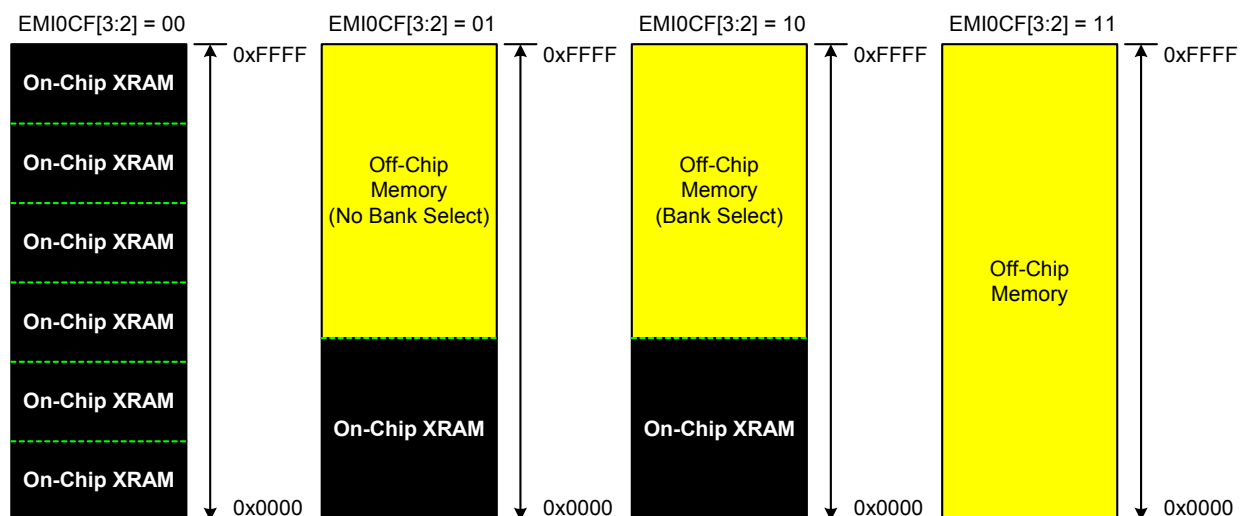 EMI0CF[3:2] = 00
EMI0CF[3:2] = 01
EMI0CF[3:2] = 10
EMI0CF[3:2] = 11
On-Chip XRAM
On-Chip XRAM
On-Chip XRAM
On-Chip XRAM
On-Chip XRAM
On-Chip XRAM
0xFFFF
0x0000
Off-Chip
Memory
(No Bank Select)
On-Chip XRAM
0xFFFF
0x0000
Off-Chip
Memory
(Bank Select)
On-Chip XRAM
0xFFFF
0x0000
Off-Chip
Memory
0xFFFF
0x0000